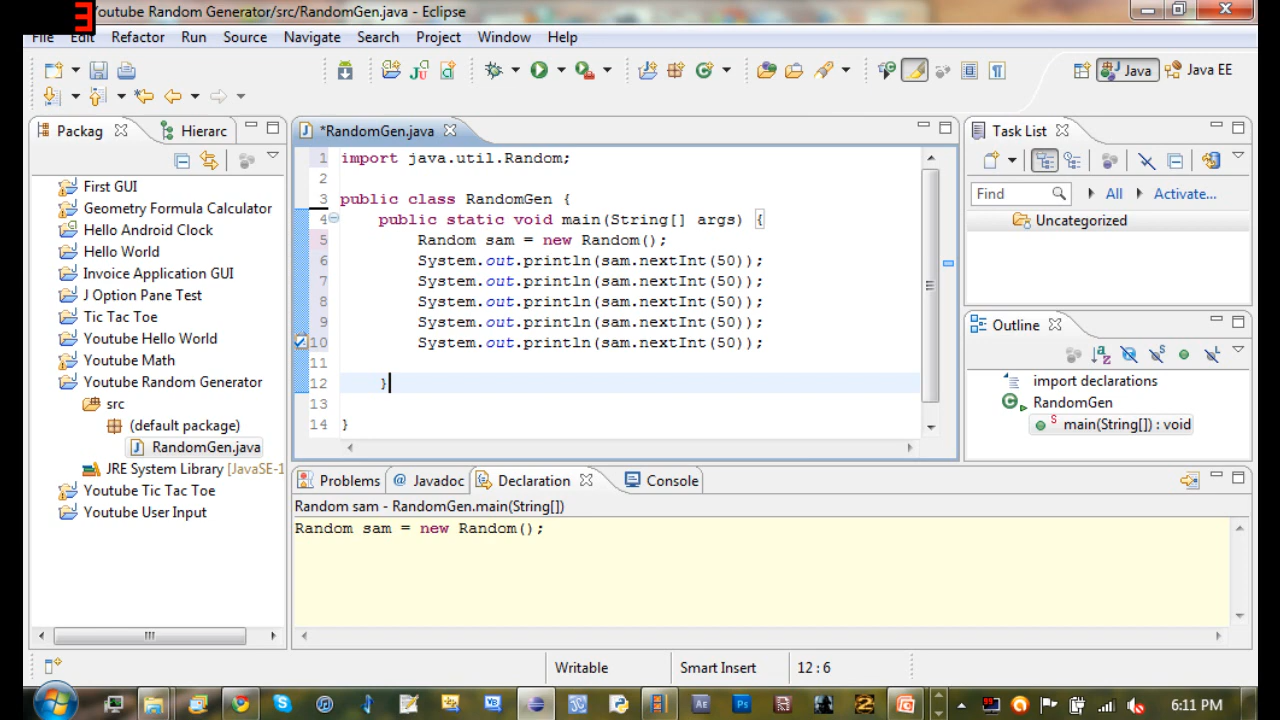 3
Youtube Random Generator/src/RandomGen.java - Eclipse
File Edit Refactor Run Source Navigate Search Project Window Help
Java Java EE
Packag Hierarc
First GUI
Geometry Formula Calculator
Hello Android Clock
Hello World
Invoice Application GUI
J Option Pane Test
Tic Tac Toe
Youtube Hello World
Youtube Math
Youtube Random Generator
src
(default package)
RandomGen.java
JRE System Library [JavaSE-1
Youtube Tic Tac Toe
Youtube User Input
*RandomGen.java
1 import java.util.Random;
2
3 public class RandomGen {
4 public static void main(String[] args) {
5 Random sam = new Random();
6 System.out.println(sam.nextInt(50));
7 System.out.println(sam.nextInt(50));
8 System.out.println(sam.nextInt(50));
9 System.out.println(sam.nextInt(50));
10 System.out.println(sam.nextInt(50));
11
12 }
13
14 }
Task List
Find All Activate...
Uncategorized
Outline
import declarations
RandomGen
main(String[]) : void
Problems @ Javadoc Declaration Console
Random sam - RandomGen.main(String[])
Random sam = new Random();
Writable Smart Insert 12 : 6
6:11 PM